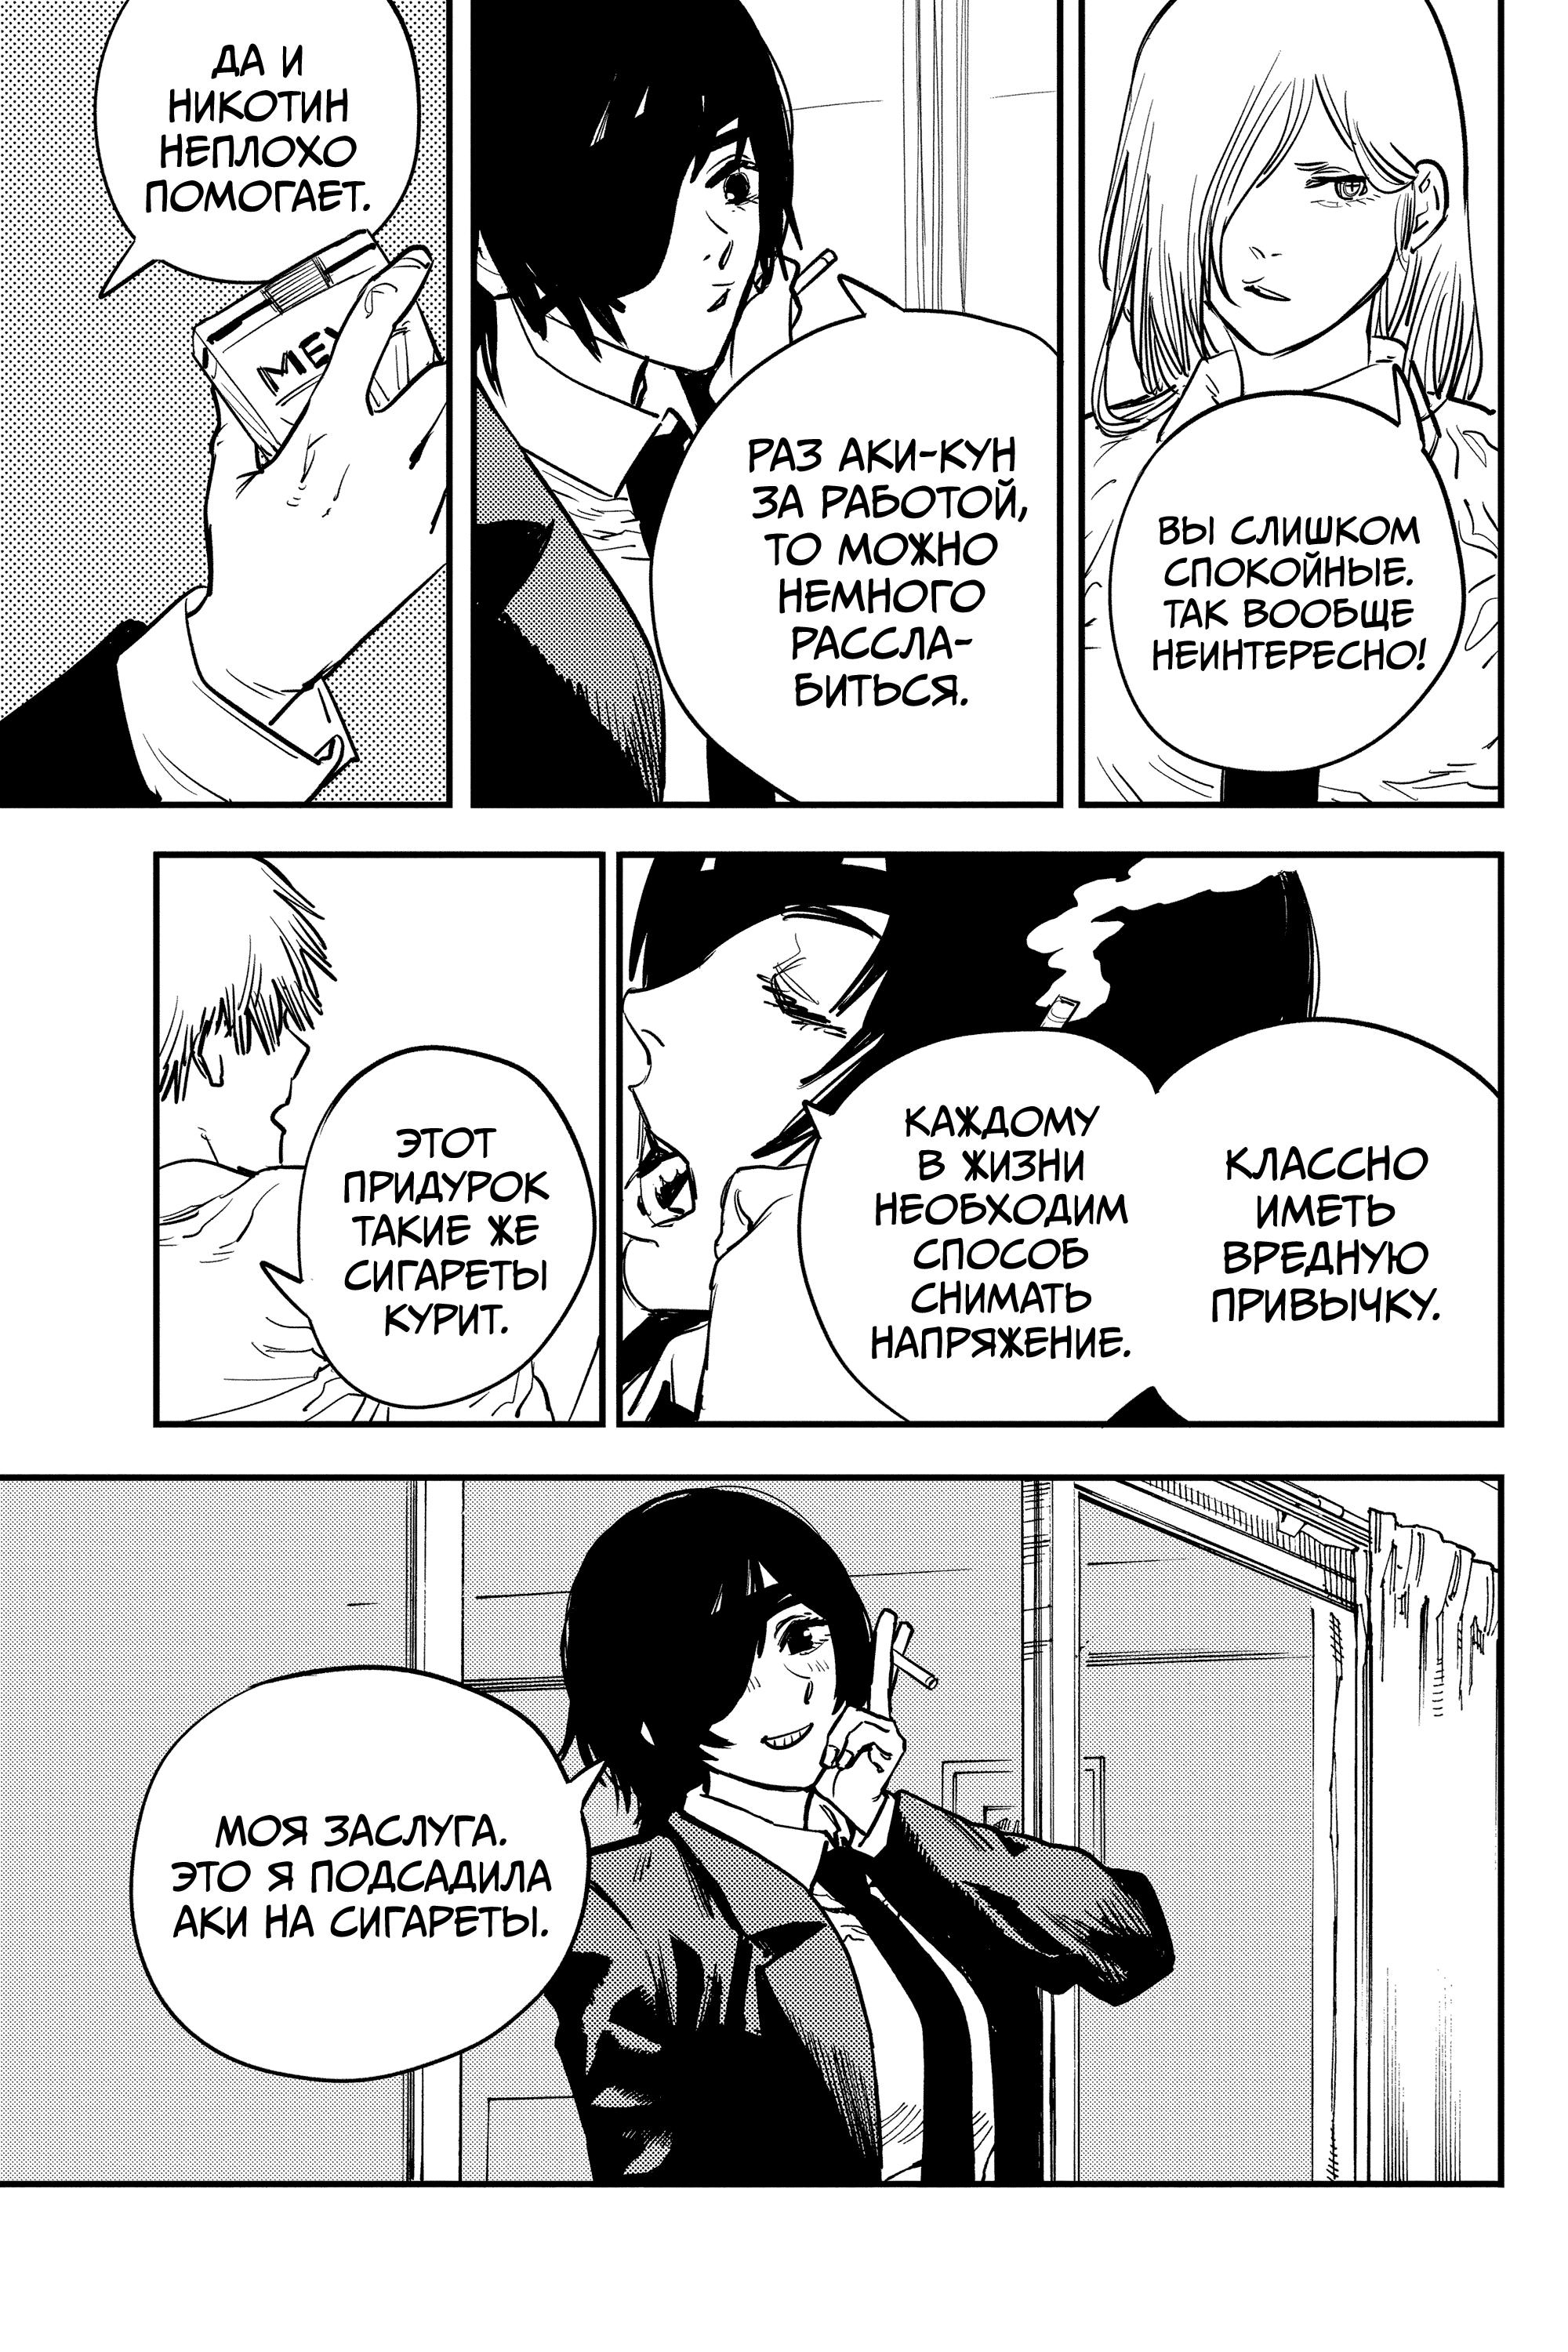 ВЫ СЛИШКОМ
СПОКОЙНЫЕ.
ТАК ВООБЩЕ
НЕИНТЕРЕСНО!
РАЗ АКИ-КУН
ЗА РАБОТОЙ,
ТО МОЖНО
НЕМНОГО
РАССЛА-
БИТЬСЯ.
ДА И
НИКОТИН
НЕПЛОХО
ПОМОГАЕТ.
MEV
КЛАССНО
ИМЕТЬ
ВРЕДНУЮ
ПРИВЫЧКУ.
КАЖДОМУ
В ЖИЗНИ
НЕОБХОДИМ
СПОСОБ
СНИМАТЬ
НАПРЯЖЕНИЕ.
ЭТОТ
ПРИДУРОК
ТАКИЕ ЖЕ
СИГАРЕТЫ
КУРИТ.
МОЯ ЗАСЛУГА.
ЭТО Я ПОДСАДИЛА
АКИ НА СИГАРЕТЫ.